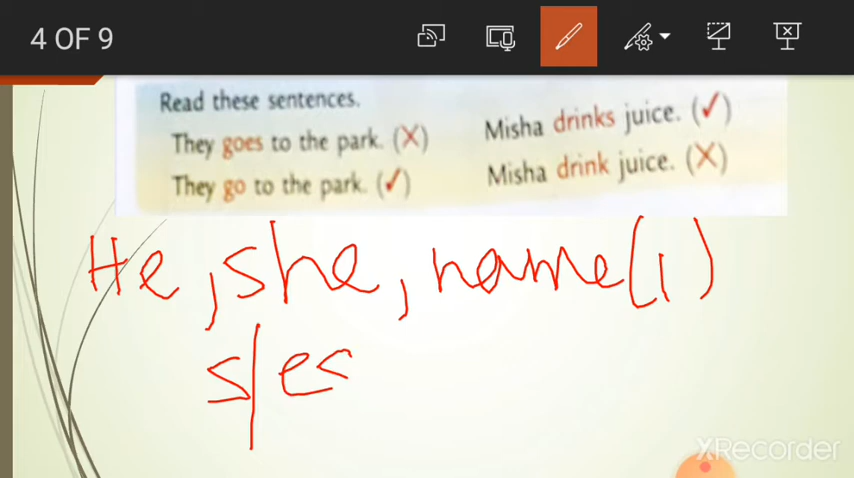 4 OF 9
Read these sentences.
They goes to the park. (X)
They go to the park. (✓)
Misha drinks juice. (✓)
Misha drink juice. (X)
He, she, name(1)
s/es
XRecorder